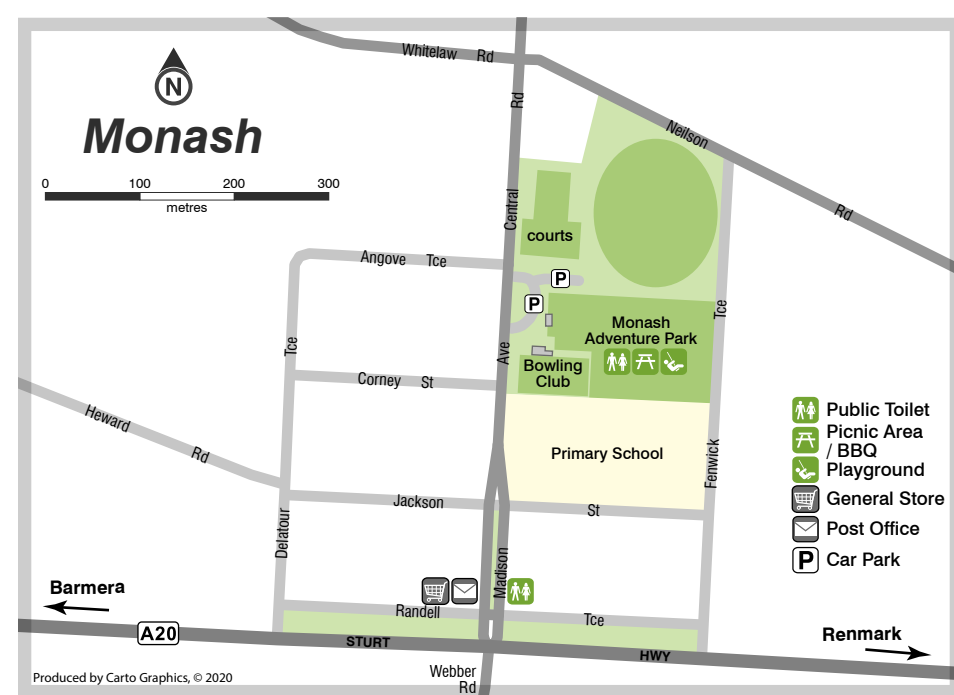 Whitelaw Rd
N
Monash
0 100 200 300
metres
Rd
Neilson
Rd
Central
courts
Angove Tce
P
P
Monash
Adventure Park
Tce
Tce
Ave
Bowling
Club
Corney St
Heward
Rd
Primary School
Fenwick
Public Toilet
Picnic Area
/ BBQ
Playground
General Store
Post Office
P Car Park
Jackson St
Delatour
Madison
Randell Tce
Barmera
A20
STURT HWY
Renmark
Webber
Rd
Produced by Carto Graphics, © 2020